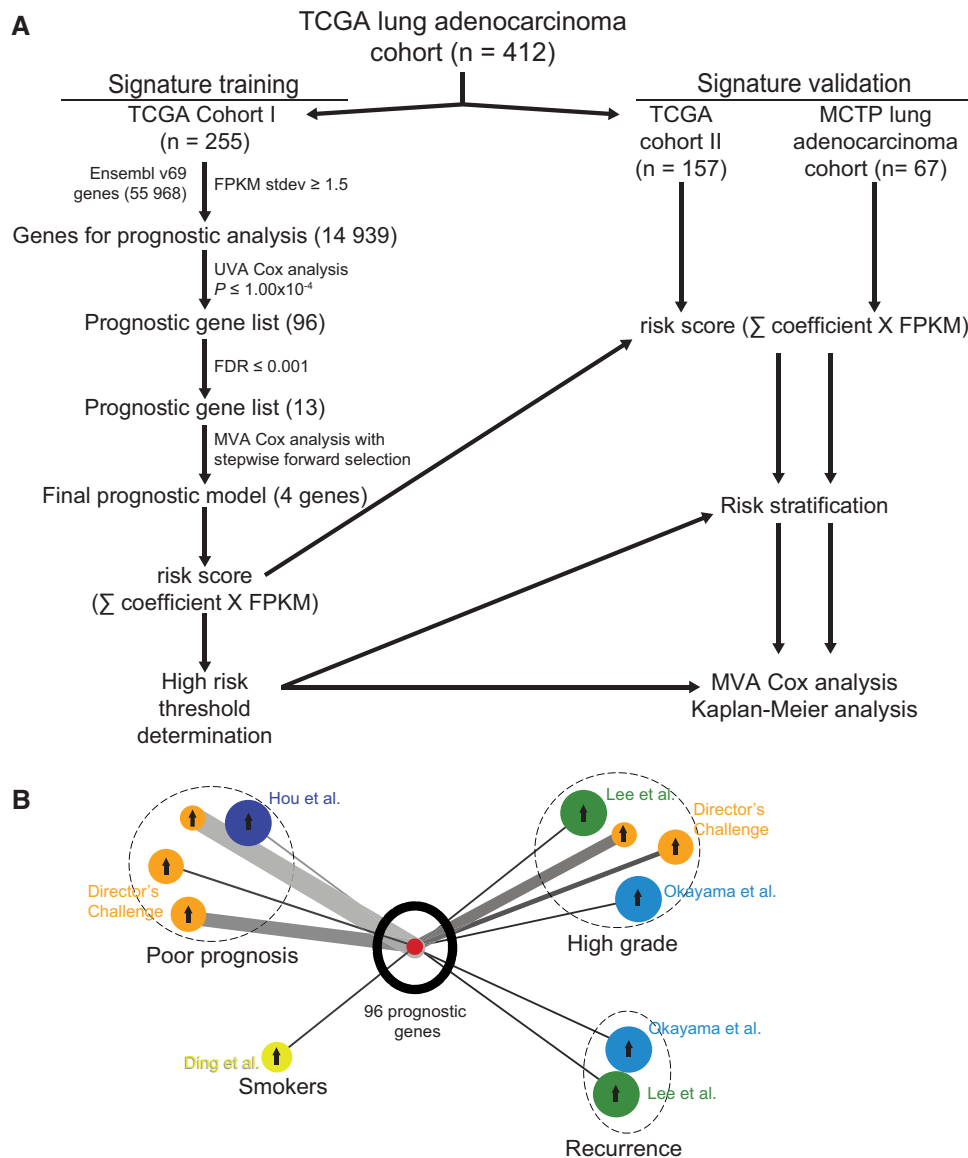 A
TCGA lung adenocarcinoma
cohort (n = 412)
Signature training
TCGA Cohort I
(n = 255)
Ensembl v69
genes (55 968)
FPKM stdev ≥ 1.5
Genes for prognostic analysis (14 939)
UVA Cox analysis
P ≤ 1.00x10⁻⁴
Prognostic gene list (96)
FDR ≤ 0.001
Prognostic gene list (13)
MVA Cox analysis with
stepwise forward selection
Final prognostic model (4 genes)
risk score
(∑ coefficient X FPKM)
High risk
threshold
determination
Signature validation
TCGA
cohort II
(n = 157)
MCTP lung
adenocarcinoma
cohort (n= 67)
risk score (∑ coefficient X FPKM)
Risk stratification
MVA Cox analysis
Kaplan-Meier analysis
B
Hou et al.
Director's
Challenge
Poor prognosis
Lee et al.
Director's
Challenge
Okayama et al.
High grade
96 prognostic
genes
Ding et al.
Smokers
Okayama et al.
Lee et al.
Recurrence